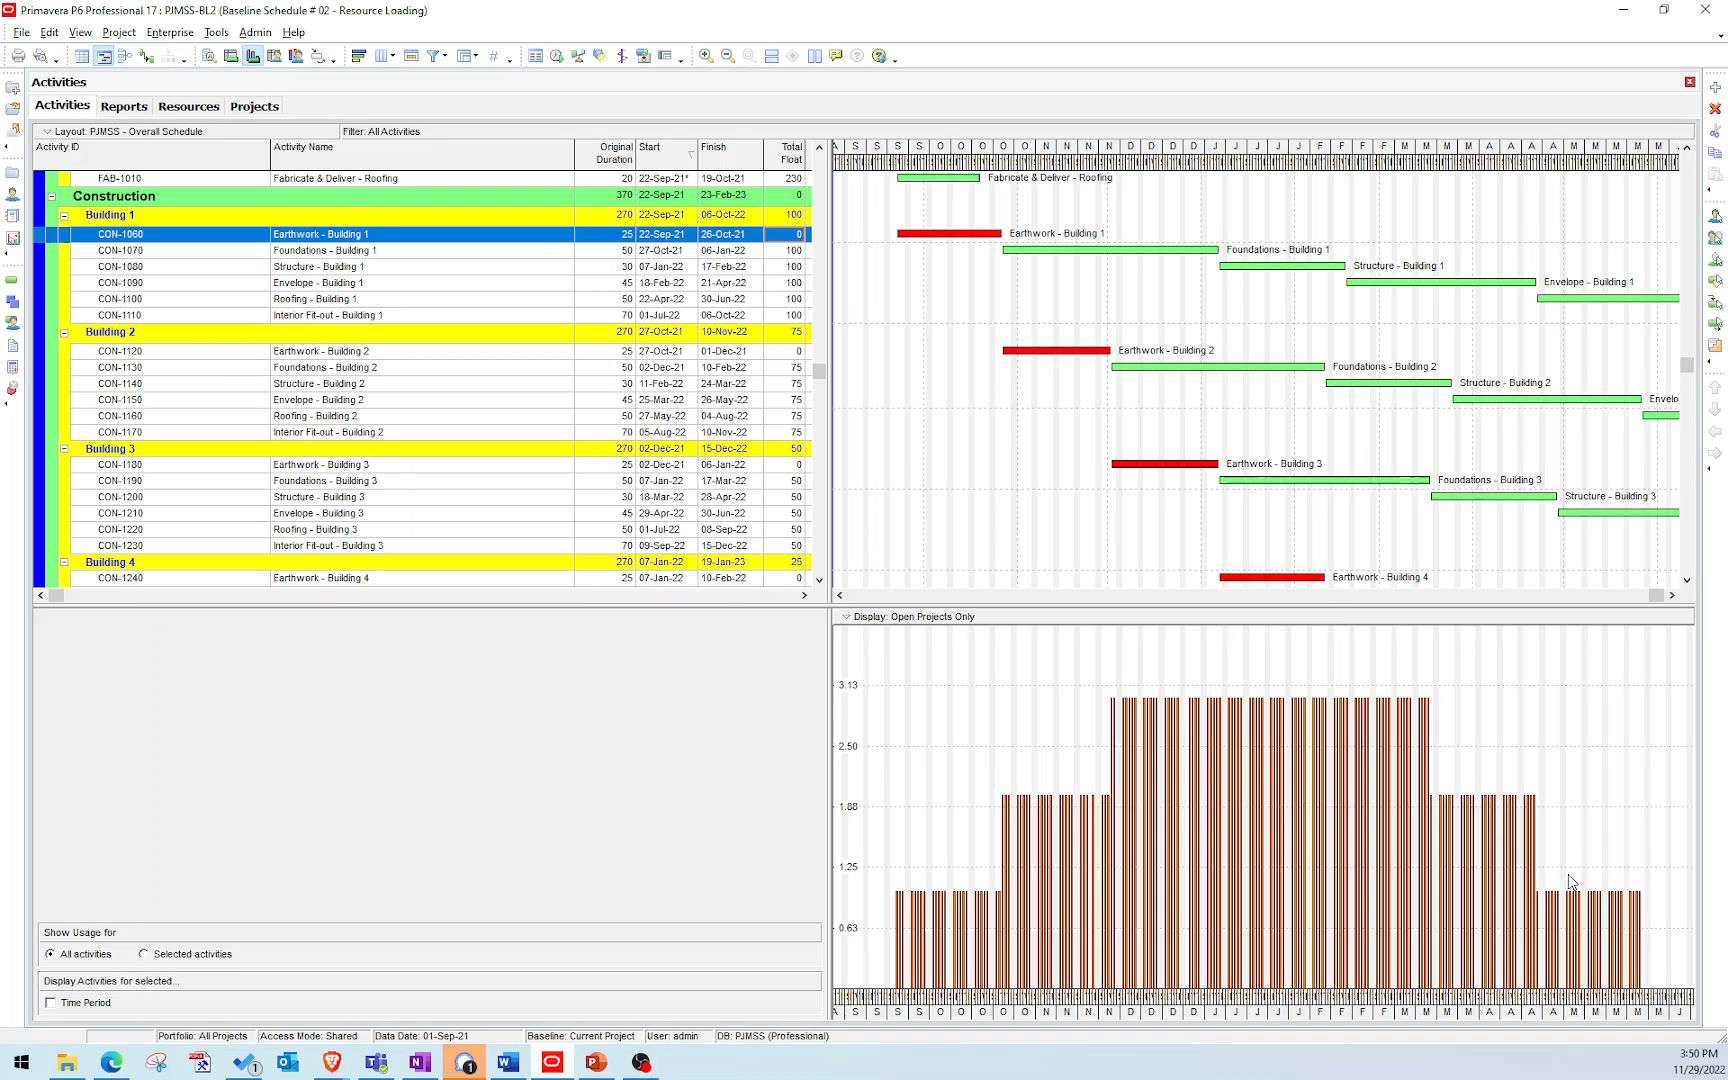 Primavera P6 Professional 17 : PJMSS-BL2 (Baseline Schedule # 02 - Resource Loading)
File Edit View Project Enterprise Tools Admin Help
Activities
Activities Reports Resources Projects
Layout: PJMSS - Overall Schedule Filter: All Activities
Activity ID Activity Name Original Duration Start Finish Total Float
A S S S S S O O O O O N N N N D D D D J J J J J F F F F M M M M A A A A A M M M M M
FAB-1010 Fabricate & Deliver - Roofing 20 22-Sep-21* 19-Oct-21 230 Fabricate & Deliver - Roofing
Construction 370 22-Sep-21 23-Feb-23 0
Building 1 270 22-Sep-21 06-Oct-22 100
CON-1060 Earthwork - Building 1 25 22-Sep-21 26-Oct-21 0 Earthwork - Building 1
CON-1070 Foundations - Building 1 50 27-Oct-21 06-Jan-22 100 Foundations - Building 1
CON-1080 Structure - Building 1 30 07-Jan-22 17-Feb-22 100 Structure - Building 1
CON-1090 Envelope - Building 1 45 18-Feb-22 21-Apr-22 100 Envelope - Building 1
CON-1100 Roofing - Building 1 50 22-Apr-22 30-Jun-22 100
CON-1110 Interior Fit-out - Building 1 70 01-Jul-22 06-Oct-22 100
Building 2 270 27-Oct-21 10-Nov-22 75
CON-1120 Earthwork - Building 2 25 27-Oct-21 01-Dec-21 0 Earthwork - Building 2
CON-1130 Foundations - Building 2 50 02-Dec-21 10-Feb-22 75 Foundations - Building 2
CON-1140 Structure - Building 2 30 11-Feb-22 24-Mar-22 75 Structure - Building 2
CON-1150 Envelope - Building 2 45 25-Mar-22 26-May-22 75 Envelo
CON-1160 Roofing - Building 2 50 27-May-22 04-Aug-22 75
CON-1170 Interior Fit-out - Building 2 70 05-Aug-22 10-Nov-22 75
Building 3 270 02-Dec-21 15-Dec-22 50
CON-1180 Earthwork - Building 3 25 02-Dec-21 06-Jan-22 0 Earthwork - Building 3
CON-1190 Foundations - Building 3 50 07-Jan-22 17-Mar-22 50 Foundations - Building 3
CON-1200 Structure - Building 3 30 18-Mar-22 28-Apr-22 50 Structure - Building 3
CON-1210 Envelope - Building 3 45 29-Apr-22 30-Jun-22 50
CON-1220 Roofing - Building 3 50 01-Jul-22 08-Sep-22 50
CON-1230 Interior Fit-out - Building 3 70 09-Sep-22 15-Dec-22 50
Building 4 270 07-Jan-22 19-Jan-23 25
CON-1240 Earthwork - Building 4 25 07-Jan-22 10-Feb-22 0 Earthwork - Building 4
Display: Open Projects Only
3.13
2.50
1.88
1.25
0.63
Show Usage for
All activities Selected activities
Display Activities for selected...
Time Period
Portfolio: All Projects Access Mode: Shared Data Date: 01-Sep-21 Baseline: Current Project User: admin DB: PJMSS (Professional)
3:50 PM
11/29/2022